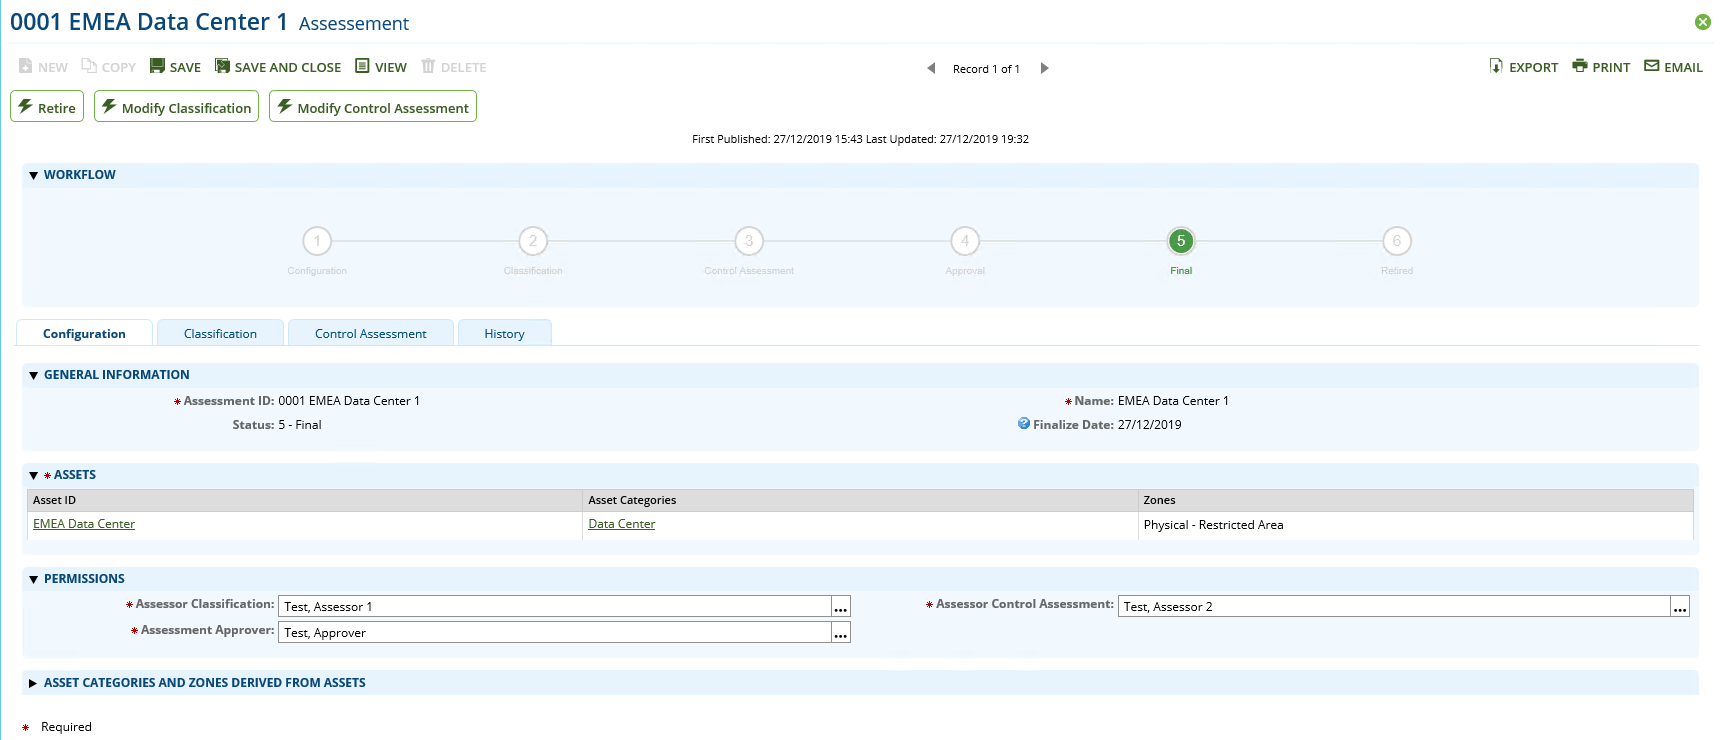 0001 EMEA Data Center 1 Assessement
NEW COPY SAVE SAVE AND CLOSE VIEW DELETE Record 1 of 1 EXPORT PRINT EMAIL
Retire Modify Classification Modify Control Assessment
First Published: 27/12/2019 15:43 Last Updated: 27/12/2019 19:32
WORKFLOW
1 2 3 4 5 6
Configuration Classification Control Assessment Approval Final Retired
Configuration Classification Control Assessment History
GENERAL INFORMATION
* Assessment ID: 0001 EMEA Data Center 1 * Name: EMEA Data Center 1
Status: 5 - Final ? Finalize Date: 27/12/2019
* ASSETS
Asset ID Asset Categories Zones
EMEA Data Center Data Center Physical - Restricted Area
PERMISSIONS
* Assessor Classification: Test, Assessor 1 ... * Assessor Control Assessment: Test, Assessor 2 ...
* Assessment Approver: Test, Approver ...
ASSET CATEGORIES AND ZONES DERIVED FROM ASSETS
* Required